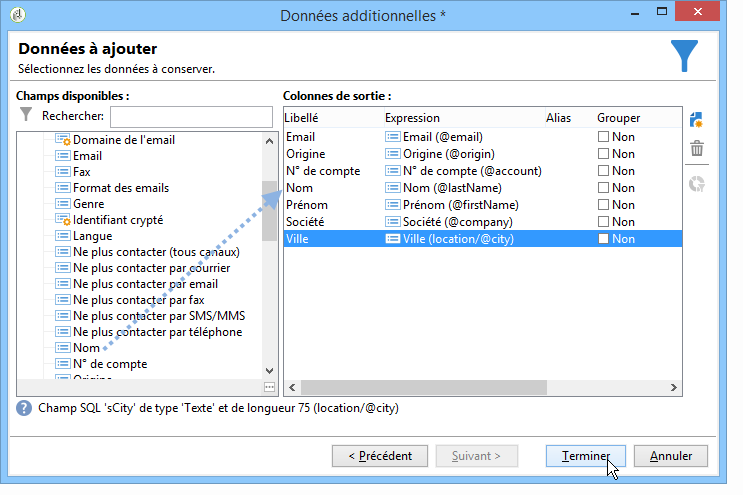 Données additionnelles *
Données à ajouter
Sélectionnez les données à conserver.
Champs disponibles :
Rechercher:
Domaine de l'email
Email
Fax
Format des emails
Genre
Identifiant crypté
Langue
Ne plus contacter (tous canaux)
Ne plus contacter par courrier
Ne plus contacter par email
Ne plus contacter par fax
Ne plus contacter par SMS/MMS
Ne plus contacter par téléphone
Nom
N° de compte
Origine
Colonnes de sortie :
Libellé Expression Alias Grouper
Email Email (@email) Non
Origine Origine (@origin) Non
N° de compte N° de compte (@account) Non
Nom Nom (@lastName) Non
Prénom Prénom (@firstName) Non
Société Société (@company) Non
Ville Ville (location/@city) Non
Champ SQL 'sCity' de type 'Texte' et de longueur 75 (location/@city)
< Précédent Suivant > Terminer Annuler